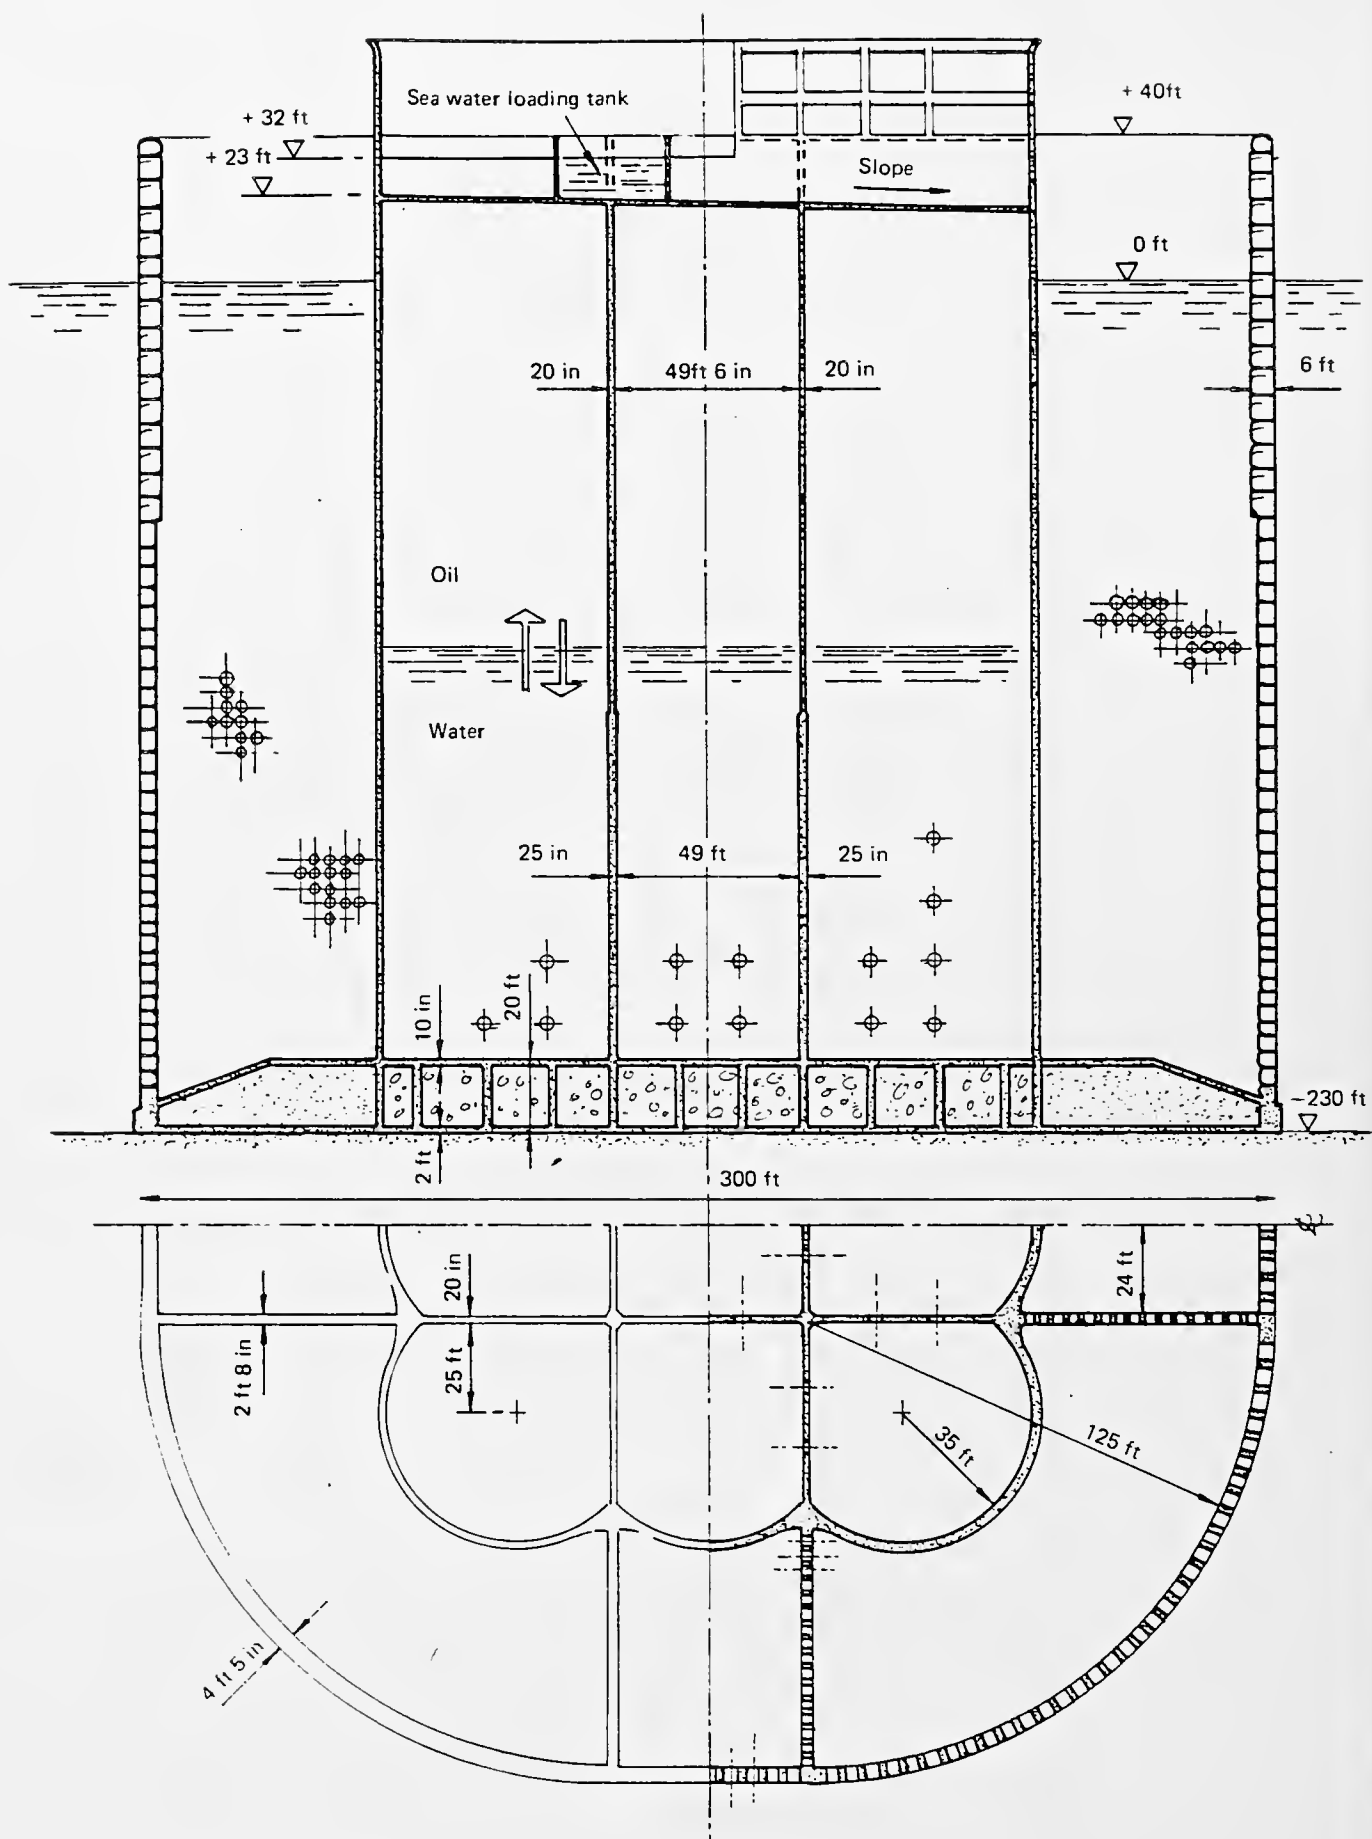 Sea water loading tank
+ 32 ft
+ 40ft
+ 23 ft
Slope
0 ft
20 in
49ft 6 in
20 in
6 ft
Oil
Water
25 in
49 ft
25 in
10 in
20 ft
-230 ft
2 ft
300 ft
20 in
24 ft
2 ft 8 in
25 ft
35 ft
125 ft
4 ft 5 in